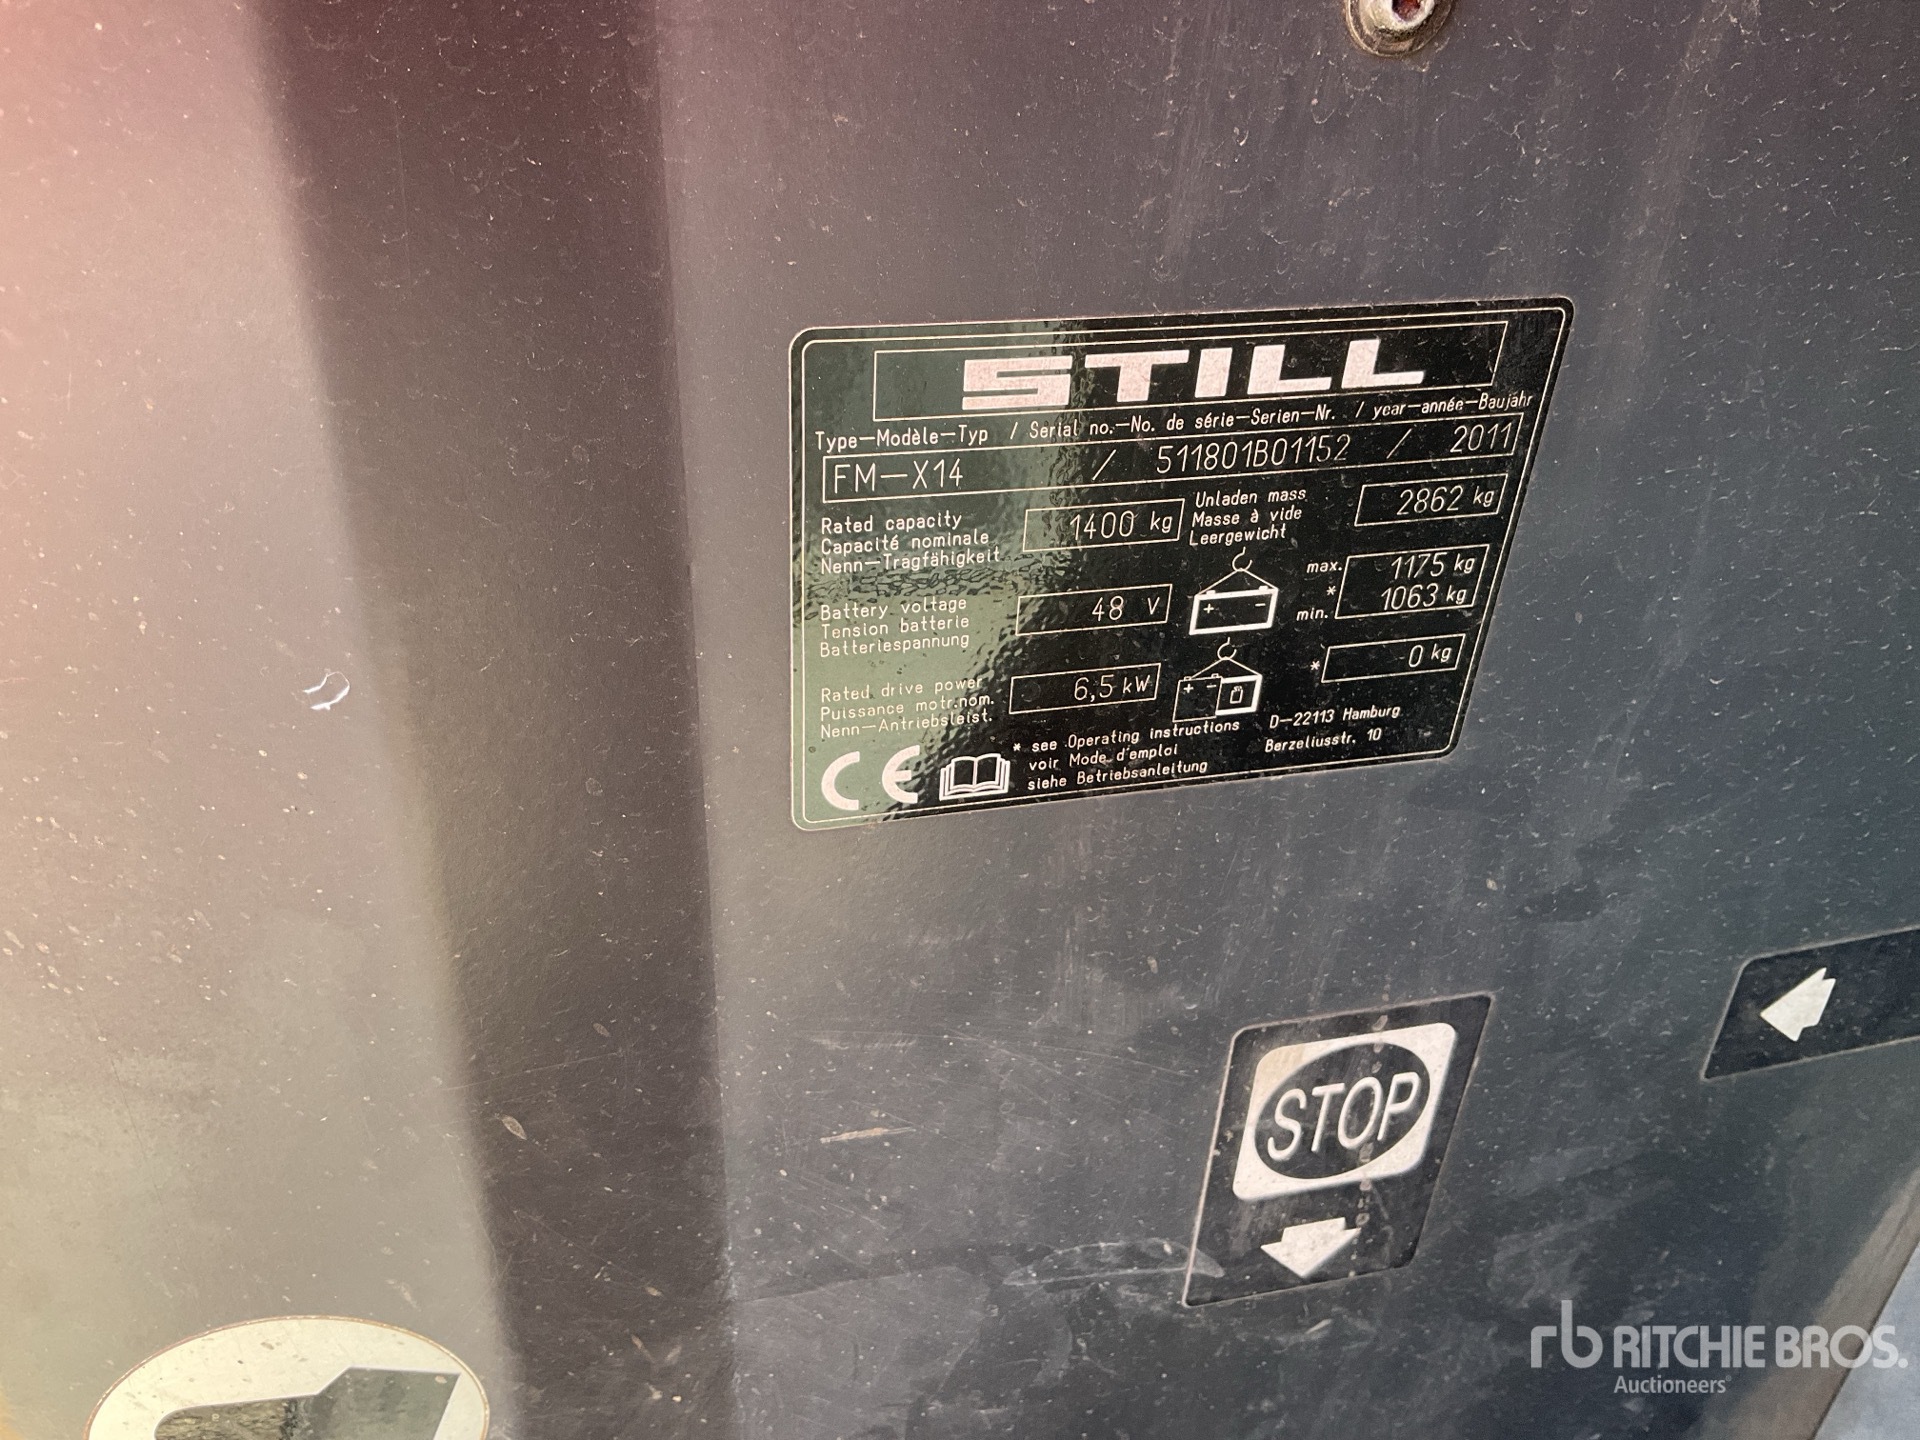 STILL
Type—Modèle—Typ / Serial no.—No. de série—Serien—Nr. / year—année—Baujahr
FM—X14 / 511801B01152 / 2011
Rated capacity
Capacité nominale
Nenn—Tragfähigkeit
1400 kg
Unladen mass
Masse à vide
Leergewicht
2862 kg
Battery voltage
Tension batterie
Batteriespannung
48 V
+ −
max. 1175 kg
* min. 1063 kg
Rated drive power
Puissance motr.nom.
Nenn—Antriebsleist.
6,5 kW
+ −
* 0 kg
CE
* see Operating instructions
voir Mode d'emploi
siehe Betriebsanleitung
D—22113 Hamburg
Berzeliusstr. 10
STOP
rb RITCHIE BROS.
Auctioneers